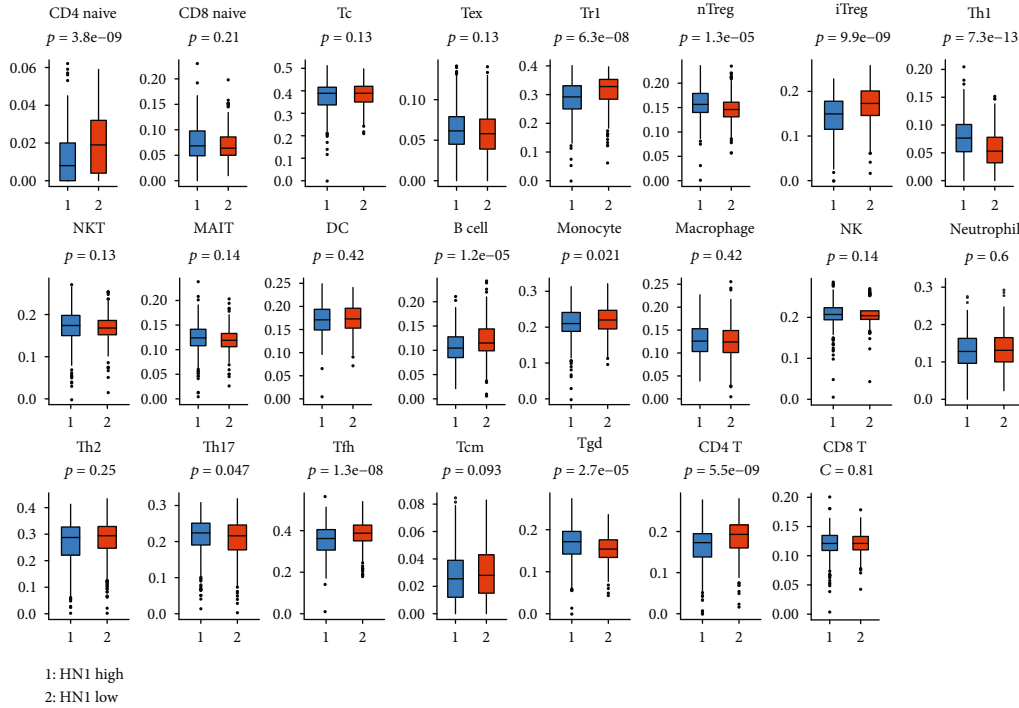 CD4 naive CD8 naive Tc Tex Tr1 nTreg iTreg Th1
p = 3.8e−09 p = 0.21 p = 0.13 p = 0.13 p = 6.3e−08 p = 1.3e−05 p = 9.9e−09 p = 7.3e−13
0.06 0.04 0.02 0.00
0.20 0.15 0.10 0.05 0.00
0.5 0.4 0.3 0.2 0.1 0.0
0.10 0.05 0.00
0.4 0.3 0.2 0.1 0.0
0.20 0.15 0.10 0.05 0.00
0.2 0.1 0.0
0.20 0.15 0.10 0.05 0.00
1 2 1 2 1 2 1 2 1 2 1 2 1 2 1 2
NKT MAIT DC B cell Monocyte Macrophage NK Neutrophil
p = 0.13 p = 0.14 p = 0.42 p = 1.2e−05 p = 0.021 p = 0.42 p = 0.14 p = 0.6
0.2 0.1 0.0
0.20 0.15 0.10 0.05 0.00
0.25 0.20 0.15 0.10 0.05 0.00
0.20 0.15 0.10 0.05 0.00
0.3 0.2 0.1 0.0
0.25 0.20 0.15 0.10 0.05 0.00
0.2 0.1 0.0
0.3 0.2 0.1 0.0
1 2 1 2 1 2 1 2 1 2 1 2 1 2 1 2
Th2 Th17 Tfh Tcm Tgd CD4 T CD8 T
p = 0.25 p = 0.047 p = 1.3e−08 p = 0.093 p = 2.7e−05 p = 5.5e−09 C = 0.81
0.4 0.3 0.2 0.1 0.0
0.3 0.2 0.1 0.0
0.4 0.2 0.0
0.08 0.06 0.04 0.02 0.00
0.2 0.1 0.0
0.2 0.1 0.0
0.20 0.15 0.10 0.05 0.00
1 2 1 2 1 2 1 2 1 2 1 2 1 2
1: HN1 high
2: HN1 low